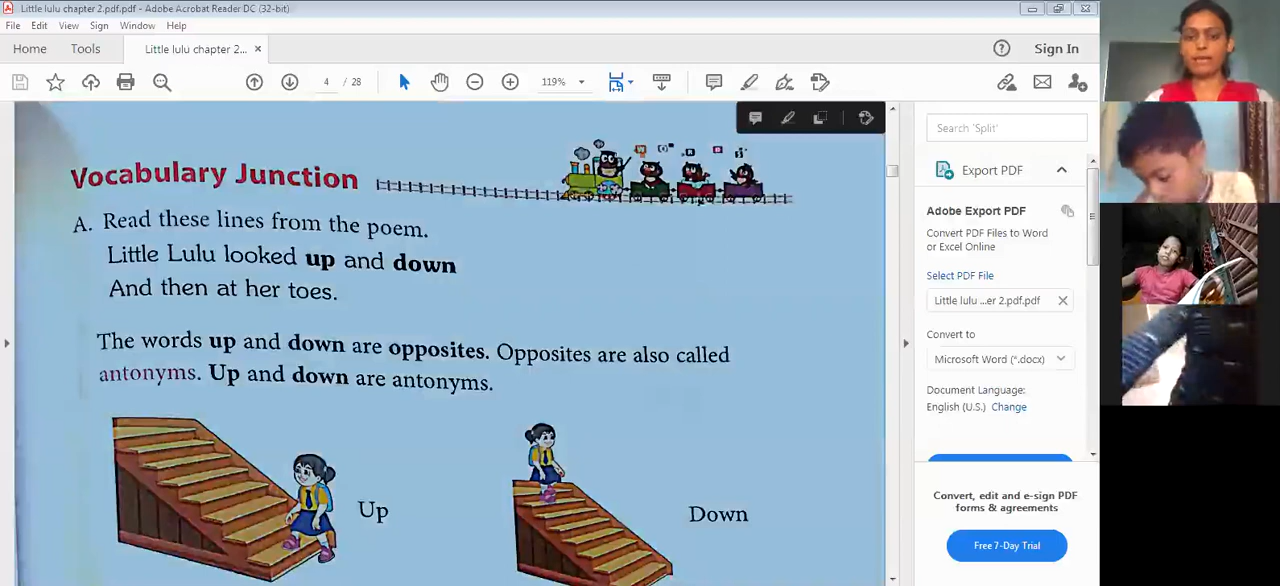 Little lulu chapter 2.pdf.pdf - Adobe Acrobat Reader DC (32-bit)
File Edit View Sign Window Help
Home Tools Little lulu chapter 2... × Sign In
4 / 28 119%
Search 'Split'
Export PDF
Adobe Export PDF
Convert PDF Files to Word
or Excel Online
Select PDF File
Little lulu ...er 2.pdf.pdf
Convert to
Microsoft Word (*.docx)
Document Language:
English (U.S.) Change
Convert, edit and e-sign PDF
forms & agreements
Free 7-Day Trial
Vocabulary Junction
A. Read these lines from the poem.
Little Lulu looked up and down
And then at her toes.
The words up and down are opposites. Opposites are also called
antonyms. Up and down are antonyms.
Up
Down